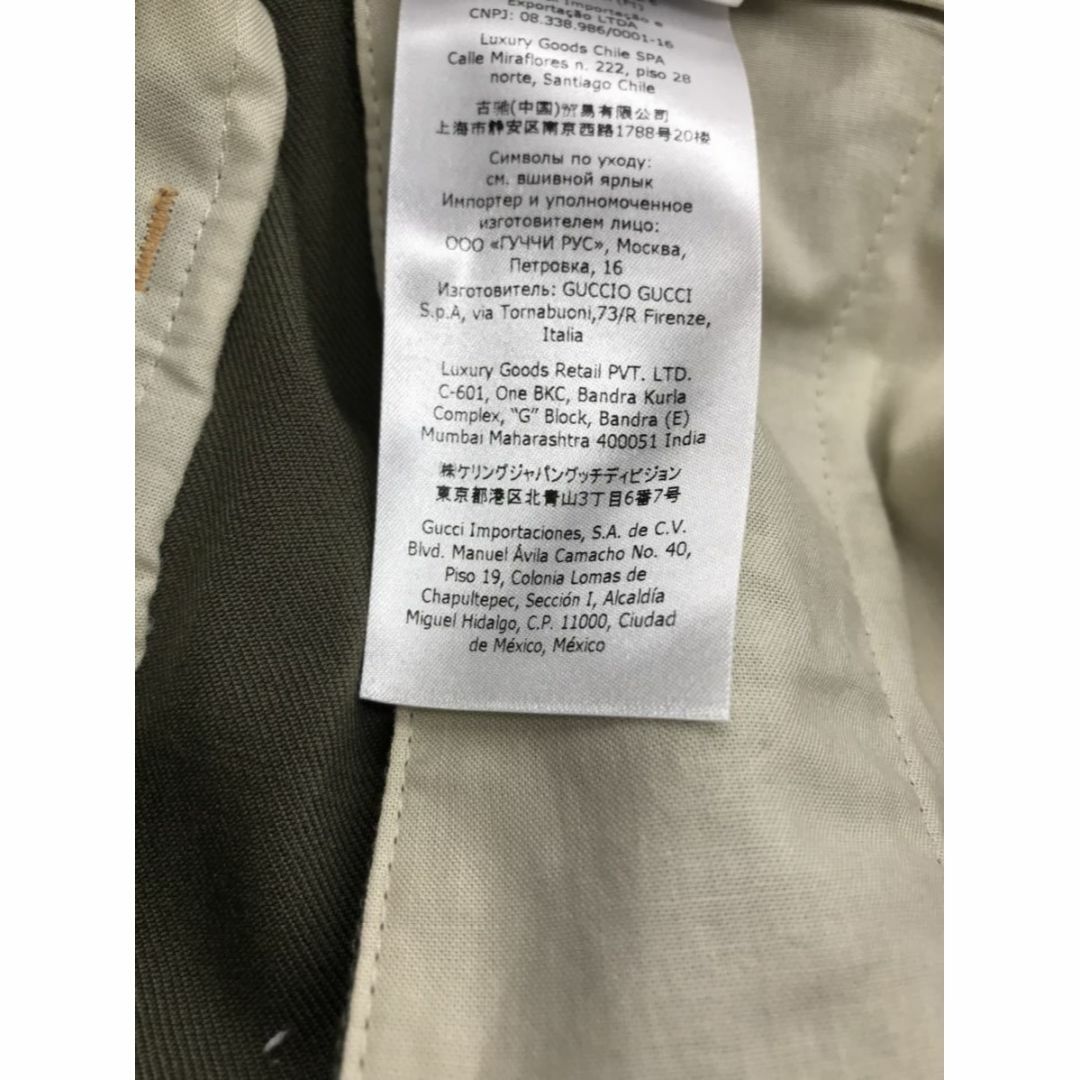 Importação e
Exportação LTDA
CNPJ: 08.338.986/0001-16
Luxury Goods Chile SPA
Calle Miraflores n. 222, piso 28
norte, Santiago Chile
古驰(中国)贸易有限公司
上海市静安区南京西路1788号20楼
Символы по уходу:
см. вшивной ярлык
Импортер и уполномоченное
изготовителем лицо:
ООО «ГУЧЧИ РУС», Москва,
Петровка, 16
Изготовитель: GUCCIO GUCCI
S.p.A, via Tornabuoni,73/R Firenze,
Italia
Luxury Goods Retail PVT. LTD.
C-601, One BKC, Bandra Kurla
Complex, “G” Block, Bandra (E)
Mumbai Maharashtra 400051 India
㈱ケリングジャパングッチディビジョン
東京都港区北青山3丁目6番7号
Gucci Importaciones, S.A. de C.V.
Blvd. Manuel Ávila Camacho No. 40,
Piso 19, Colonia Lomas de
Chapultepec, Sección I, Alcaldía
Miguel Hidalgo, C.P. 11000, Ciudad
de México, México